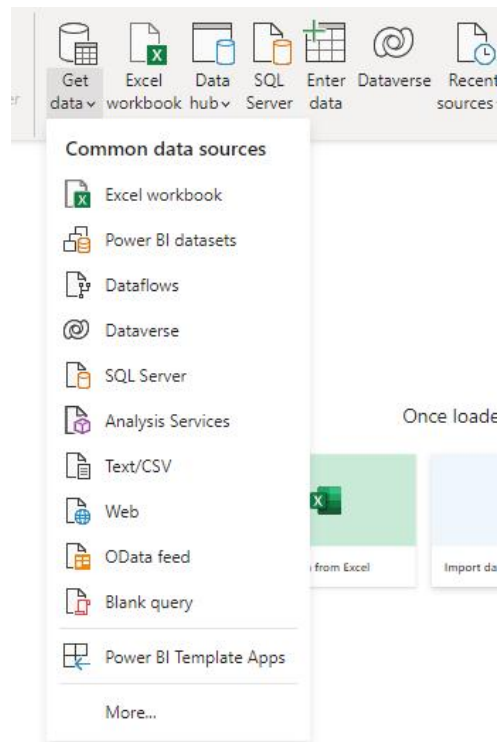 Get data
Excel workbook
Data hub
SQL Server
Enter data
Dataverse
Recent sources
Common data sources
Excel workbook
Power BI datasets
Dataflows
Dataverse
SQL Server
Analysis Services
Text/CSV
Web
OData feed
Blank query
Power BI Template Apps
More...
Once loade
from Excel
Import da